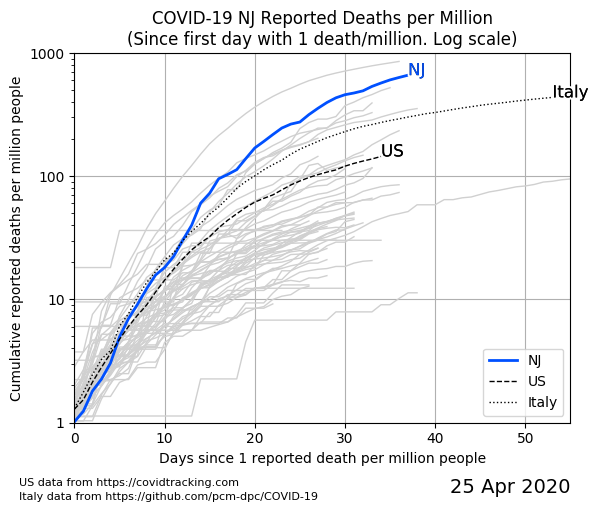 COVID-19 NJ Reported Deaths per Million
(Since first day with 1 death/million. Log scale)
Cumulative reported deaths per million people
1000
100
10
1
NJ
Italy
US
NJ
US
Italy
0 10 20 30 40 50
Days since 1 reported death per million people
US data from https://covidtracking.com
Italy data from https://github.com/pcm-dpc/COVID-19
25 Apr 2020